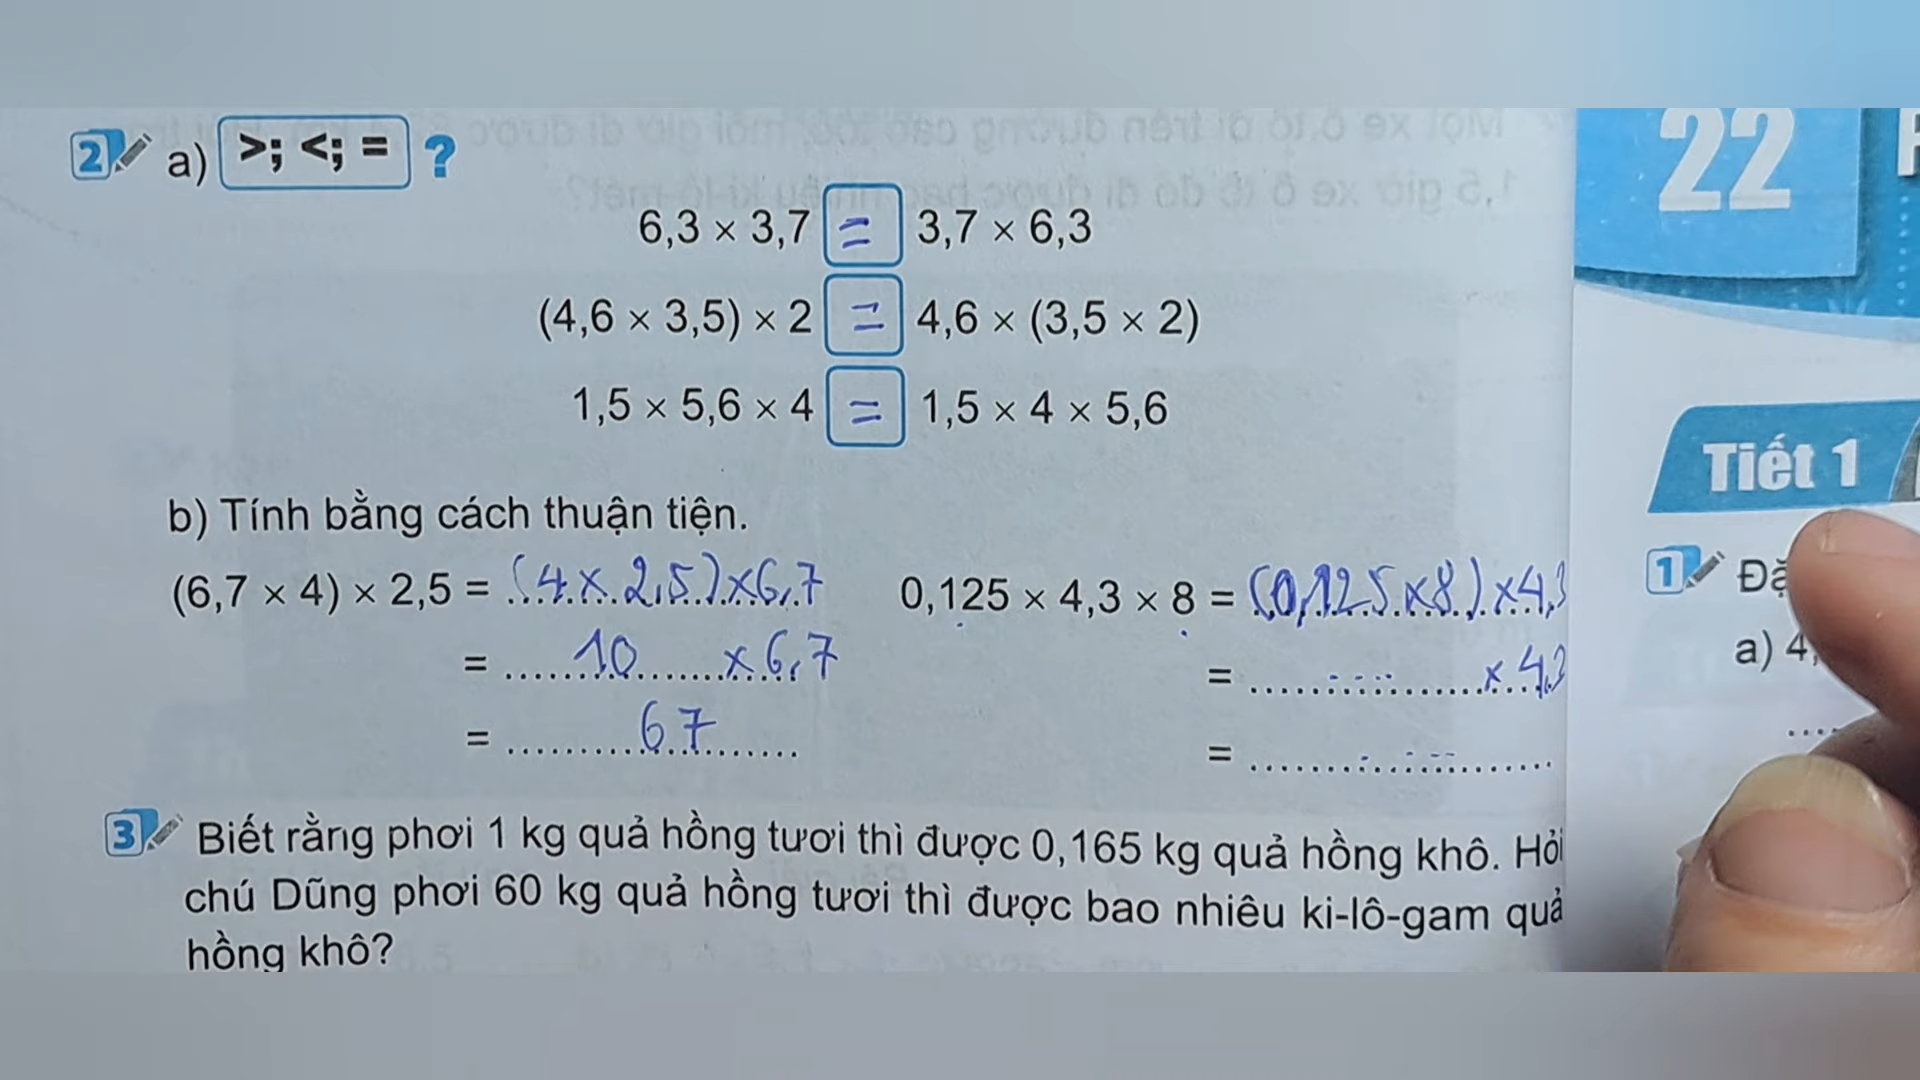 2 a) >; <; = ?
6,3 × 3,7 = 3,7 × 6,3
(4,6 × 3,5) × 2 = 4,6 × (3,5 × 2)
1,5 × 5,6 × 4 = 1,5 × 4 × 5,6
b) Tính bằng cách thuận tiện.
(6,7 × 4) × 2,5 = (4 × 2,5) × 6,7
= 10 × 6,7
= 67
0,125 × 4,3 × 8 = (0,125 × 8) × 4,3
= × 4,3
=
3 Biết rằng phơi 1 kg quả hồng tươi thì được 0,165 kg quả hồng khô. Hỏi
chú Dũng phơi 60 kg quả hồng tươi thì được bao nhiêu ki-lô-gam quả
hồng khô?
22
Tiết 1
1
a) 4,